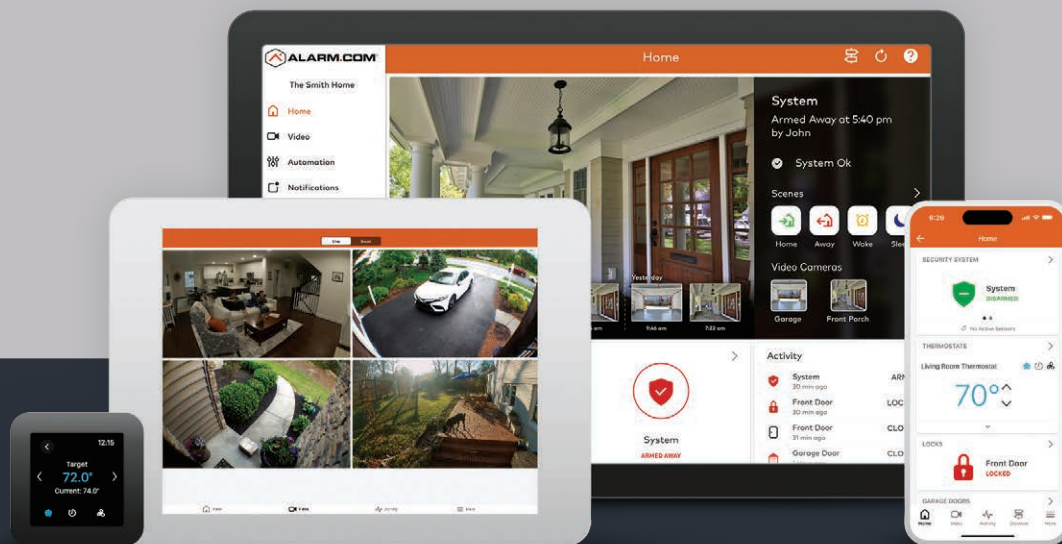 ALARM.COM
Home
The Smith Home
Home
Video
Automation
Notifications
System
Armed Away at 5:40 pm
by John
System Ok
Scenes
Home
Away
Wake
Video Cameras
Garage
Front Porch
Yesterday
9:46 am
7:22 am
System
ARMED AWAY
Activity
System
30 min ago
Front Door
30 min ago
LOC
Front Door
31 min ago
CLO
Garage Door
CLO
12:15
Target
72.0°
Current: 74.0°
9:26
Home
SECURITY SYSTEM
System
DISARMED
No Active Sensors
THERMOSTATS
Living Room Thermostat
70°
LOCKS
Front Door
LOCKED
GARAGE DOORS
Home
Video
Activity
Devices
More